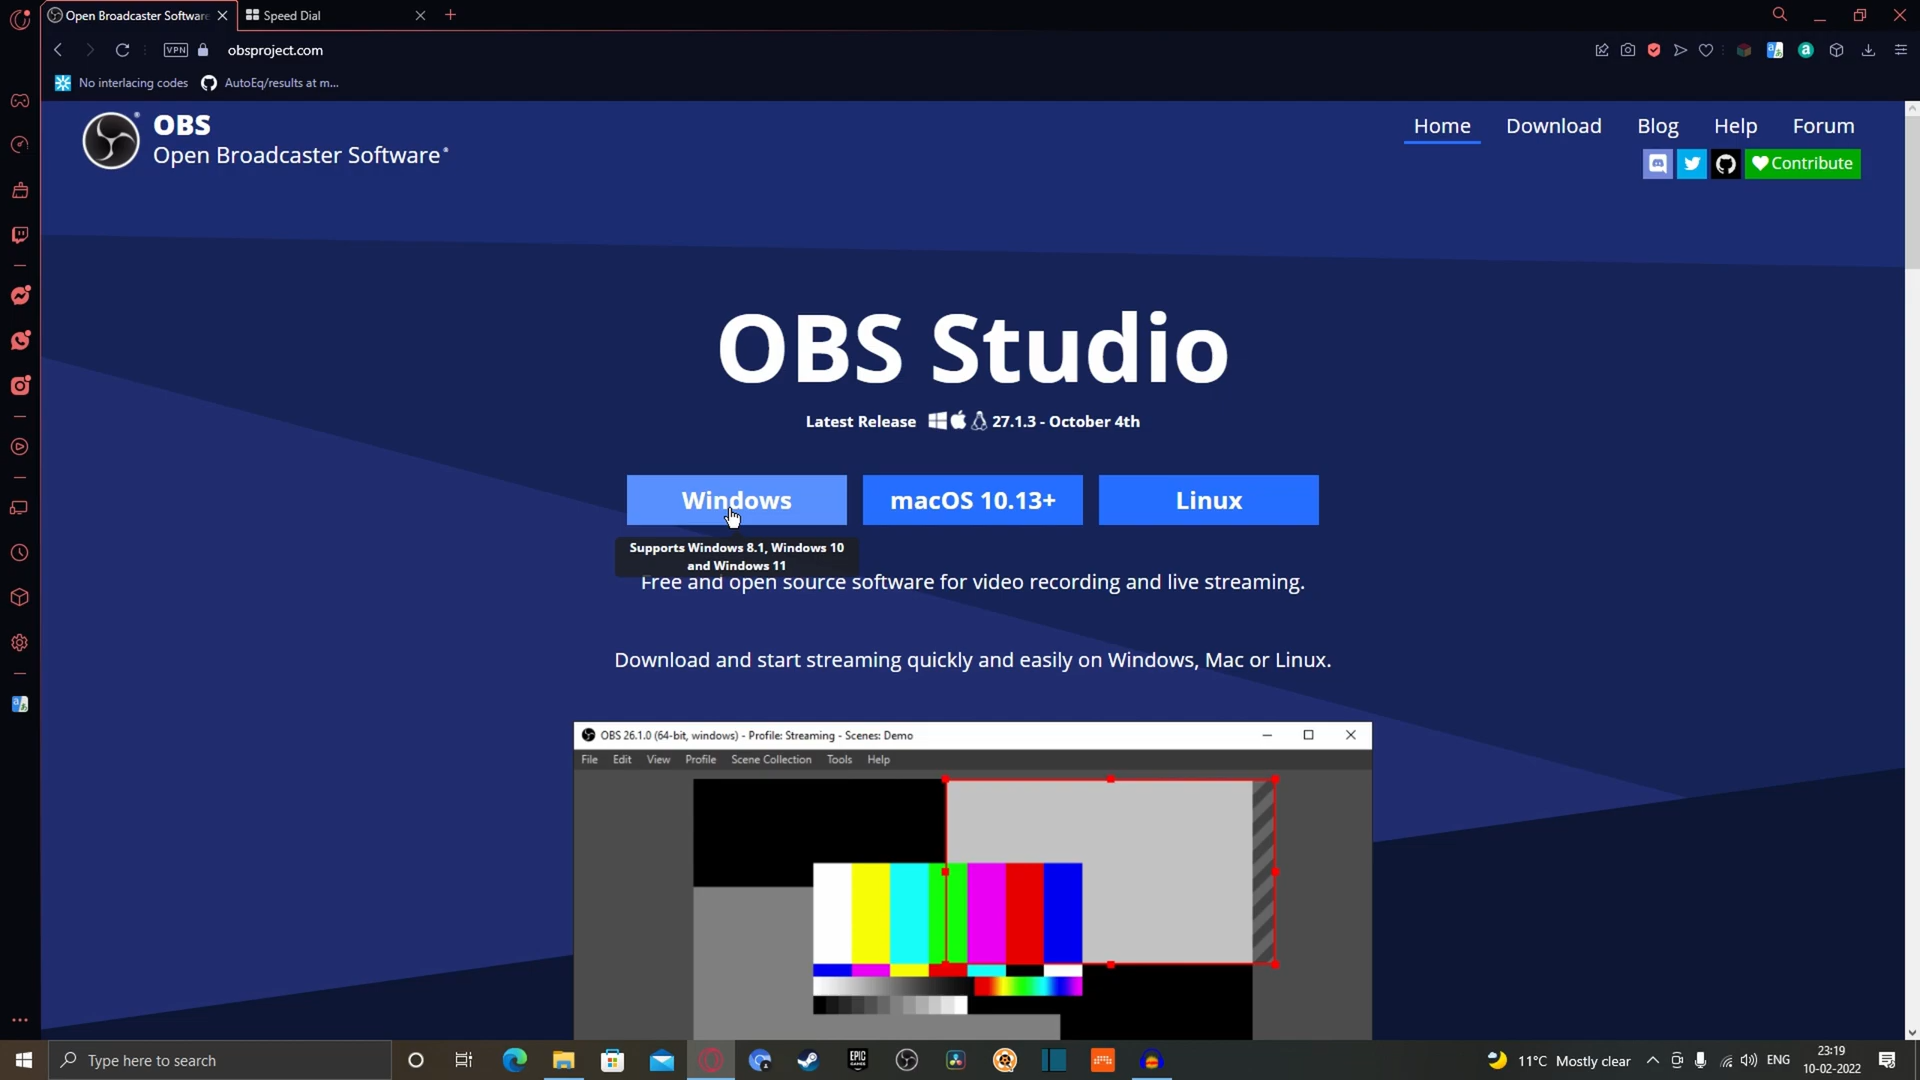 Open Broadcaster Software
Speed Dial
VPN
obsproject.com
No interlacing codes
AutoEq/results at m...
OBS
Open Broadcaster Software
Home
Download
Blog
Help
Forum
Contribute
OBS Studio
Latest Release 27.1.3 - October 4th
Windows
macOS 10.13+
Linux
Supports Windows 8.1, Windows 10
and Windows 11
Free and open source software for video recording and live streaming.
Download and start streaming quickly and easily on Windows, Mac or Linux.
OBS 26.1.0 (64-bit, windows) - Profile: Streaming - Scenes: Demo
File
Edit
View
Profile
Scene Collection
Tools
Help
Type here to search
EPIC
GAMES
11°C Mostly clear
ENG
23:19
10-02-2022